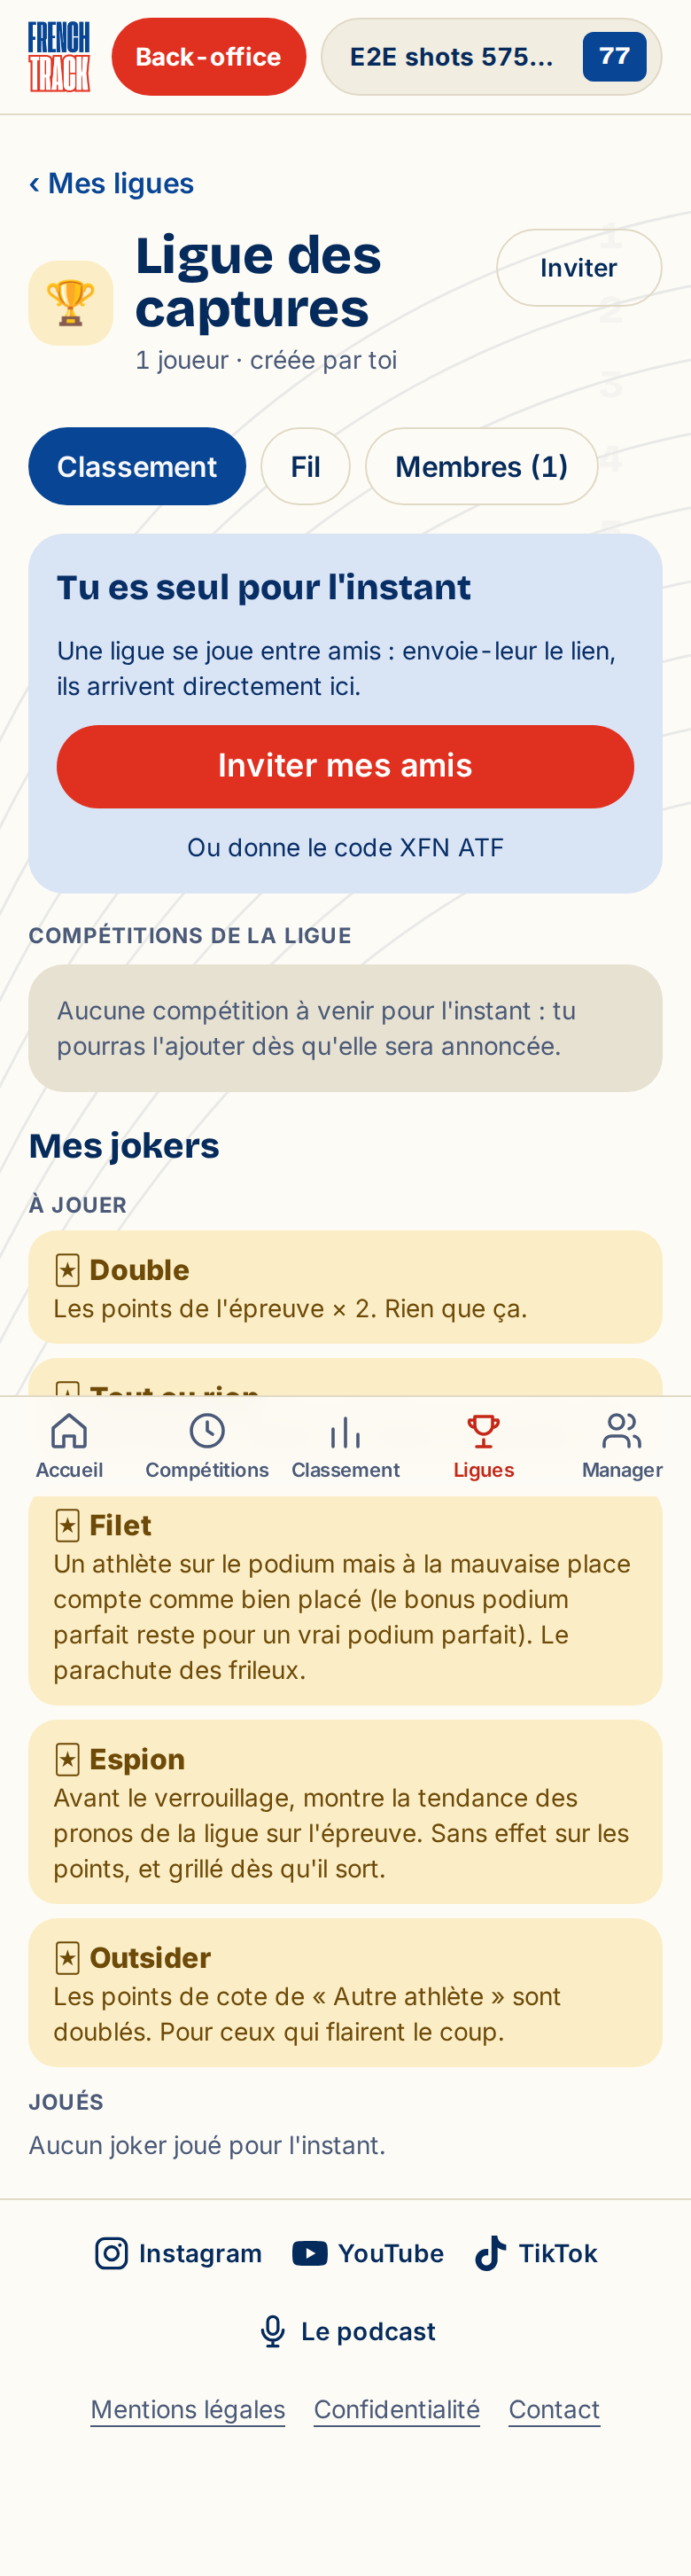 FRENCH
TRACK
Back-office
E2E shots 575... 77
‹ Mes ligues
Ligue des
captures
Inviter
1 joueur · créée par toi
1
2
3
4
Classement
Fil
Membres (1)
Tu es seul pour l'instant
Une ligue se joue entre amis : envoie-leur le lien,
ils arrivent directement ici.
Inviter mes amis
Ou donne le code XFN ATF
COMPÉTITIONS DE LA LIGUE
Aucune compétition à venir pour l'instant : tu
pourras l'ajouter dès qu'elle sera annoncée.
Mes jokers
À JOUER
Double
Les points de l'épreuve × 2. Rien que ça.
Tout ou rien
Accueil
Compétitions
Classement
Ligues
Manager
Filet
Un athlète sur le podium mais à la mauvaise place
compte comme bien placé (le bonus podium
parfait reste pour un vrai podium parfait). Le
parachute des frileux.
Espion
Avant le verrouillage, montre la tendance des
pronos de la ligue sur l'épreuve. Sans effet sur les
points, et grillé dès qu'il sort.
Outsider
Les points de cote de « Autre athlète » sont
doublés. Pour ceux qui flairent le coup.
JOUÉS
Aucun joker joué pour l'instant.
Instagram
YouTube
TikTok
Le podcast
Mentions légales
Confidentialité
Contact